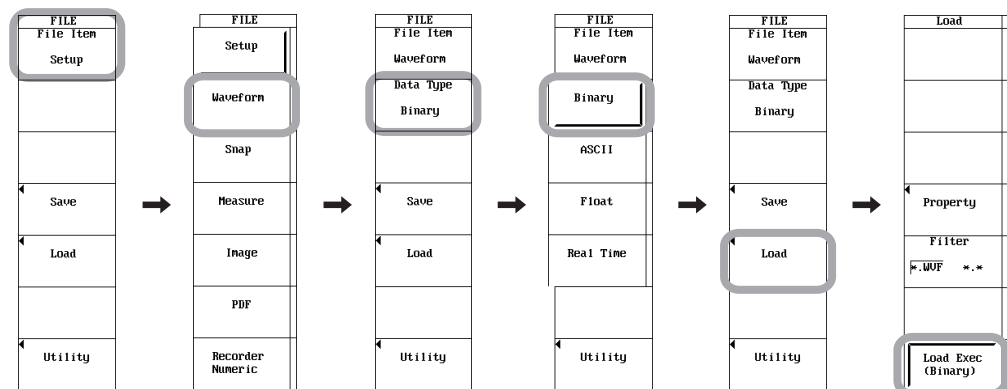 FILE
File Item
Setup
Save
Load
Utility
FILE
Setup
Waveform
Snap
Measure
Image
PDF
Recorder
Numeric
FILE
File Item
Waveform
Data Type
Binary
Save
Load
Utility
FILE
File Item
Waveform
Binary
ASCII
Float
Real Time
Utility
FILE
File Item
Waveform
Data Type
Binary
Save
Load
Utility
Load
Property
Filter
*.WVF *.*
Load Exec
(Binary)